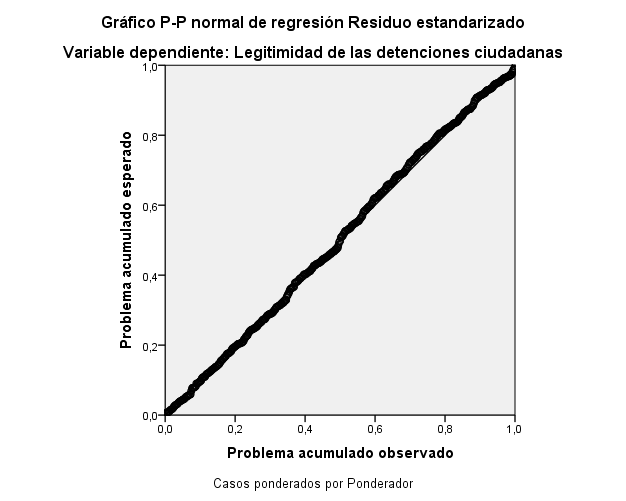 Gráfico P-P normal de regresión Residuo estandarizado
Variable dependiente: Legitimidad de las detenciones ciudadanas
1,0
0,8
0,6
0,4
0,2
0,0
Problema acumulado esperado
0,0 0,2 0,4 0,6 0,8 1,0
Problema acumulado observado
Casos ponderados por Ponderador